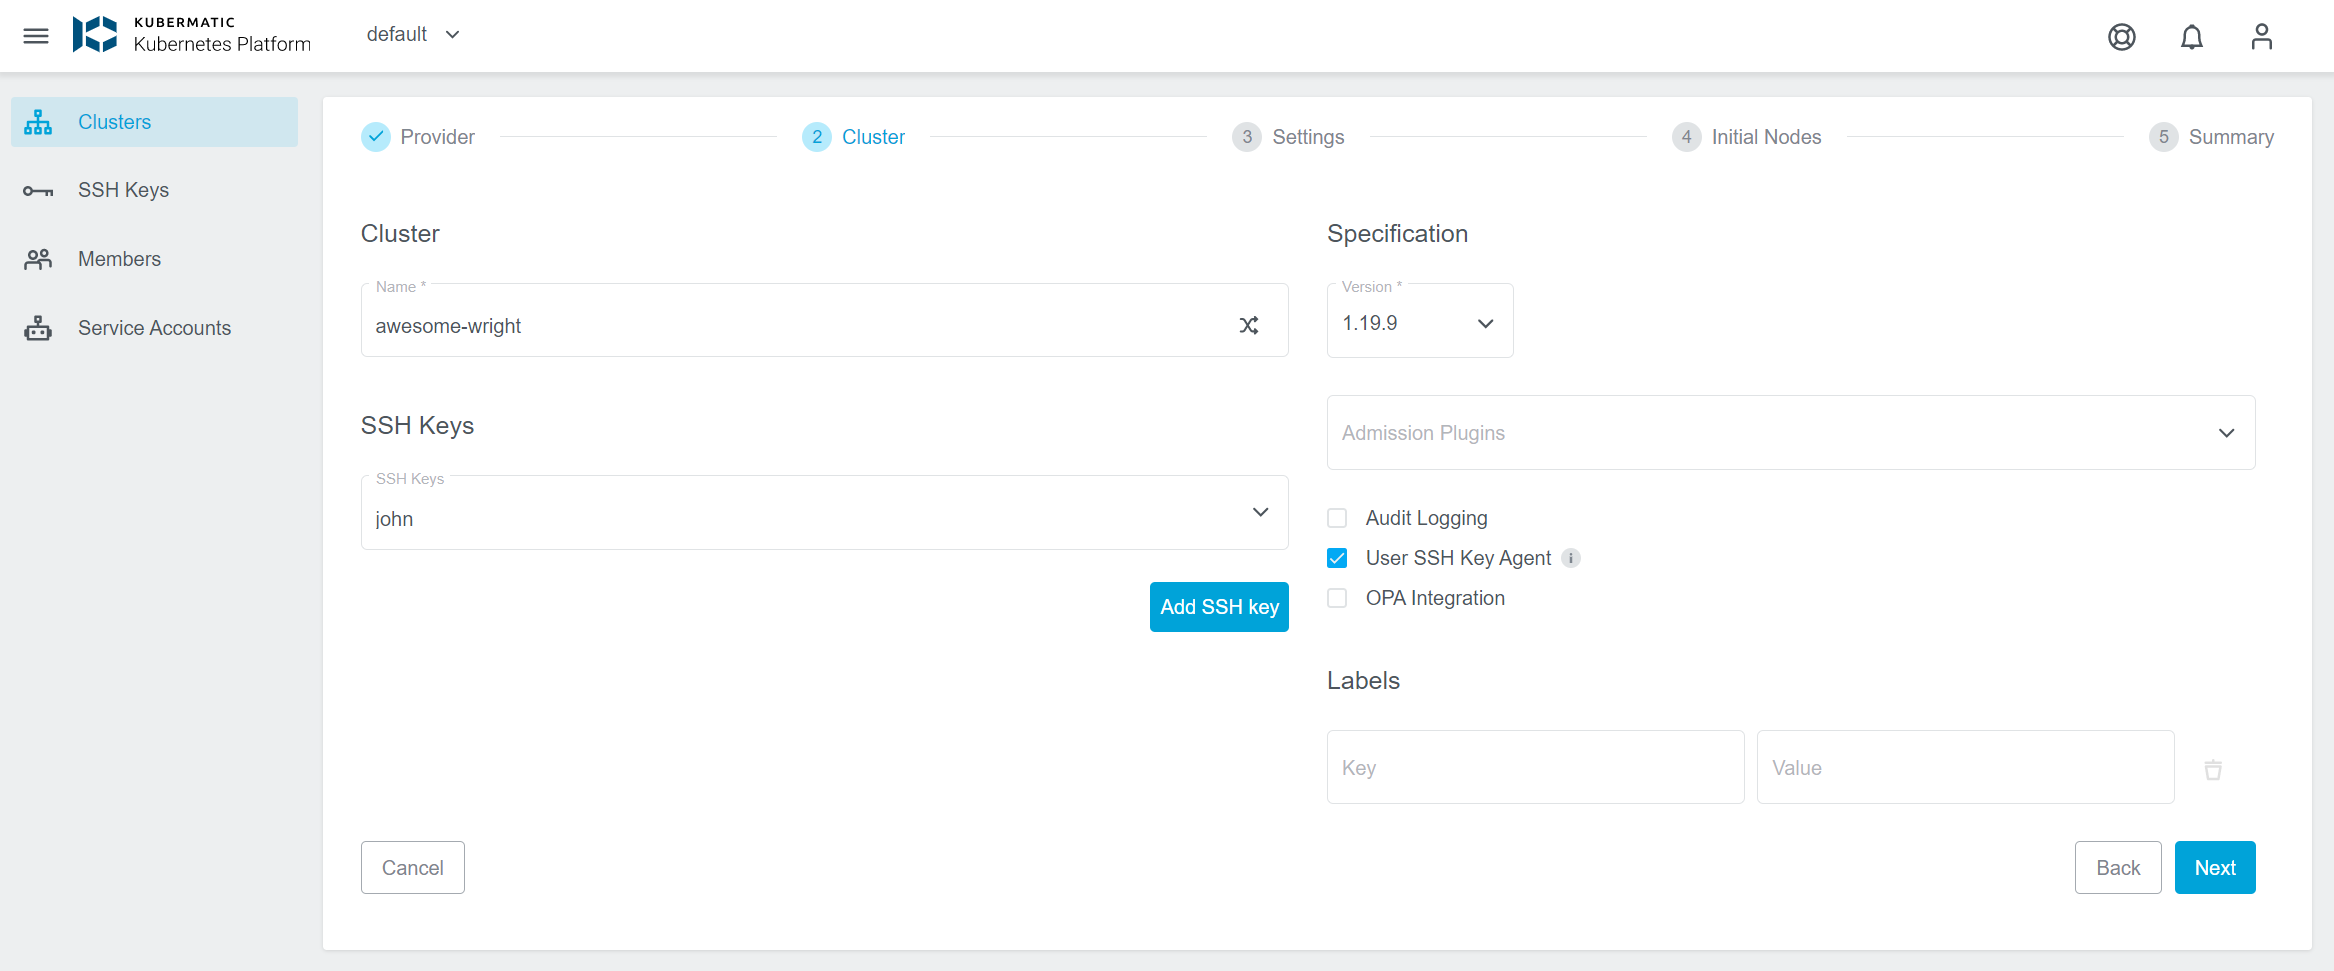 KUBERMATIC
Kubernetes Platform
default
Clusters
SSH Keys
Members
Service Accounts
Provider
2 Cluster
3 Settings
4 Initial Nodes
5 Summary
Cluster
Name *
awesome-wright
SSH Keys
SSH Keys
john
Add SSH key
Specification
Version *
1.19.9
Admission Plugins
Audit Logging
User SSH Key Agent i
OPA Integration
Labels
Key
Value
Cancel
Back
Next